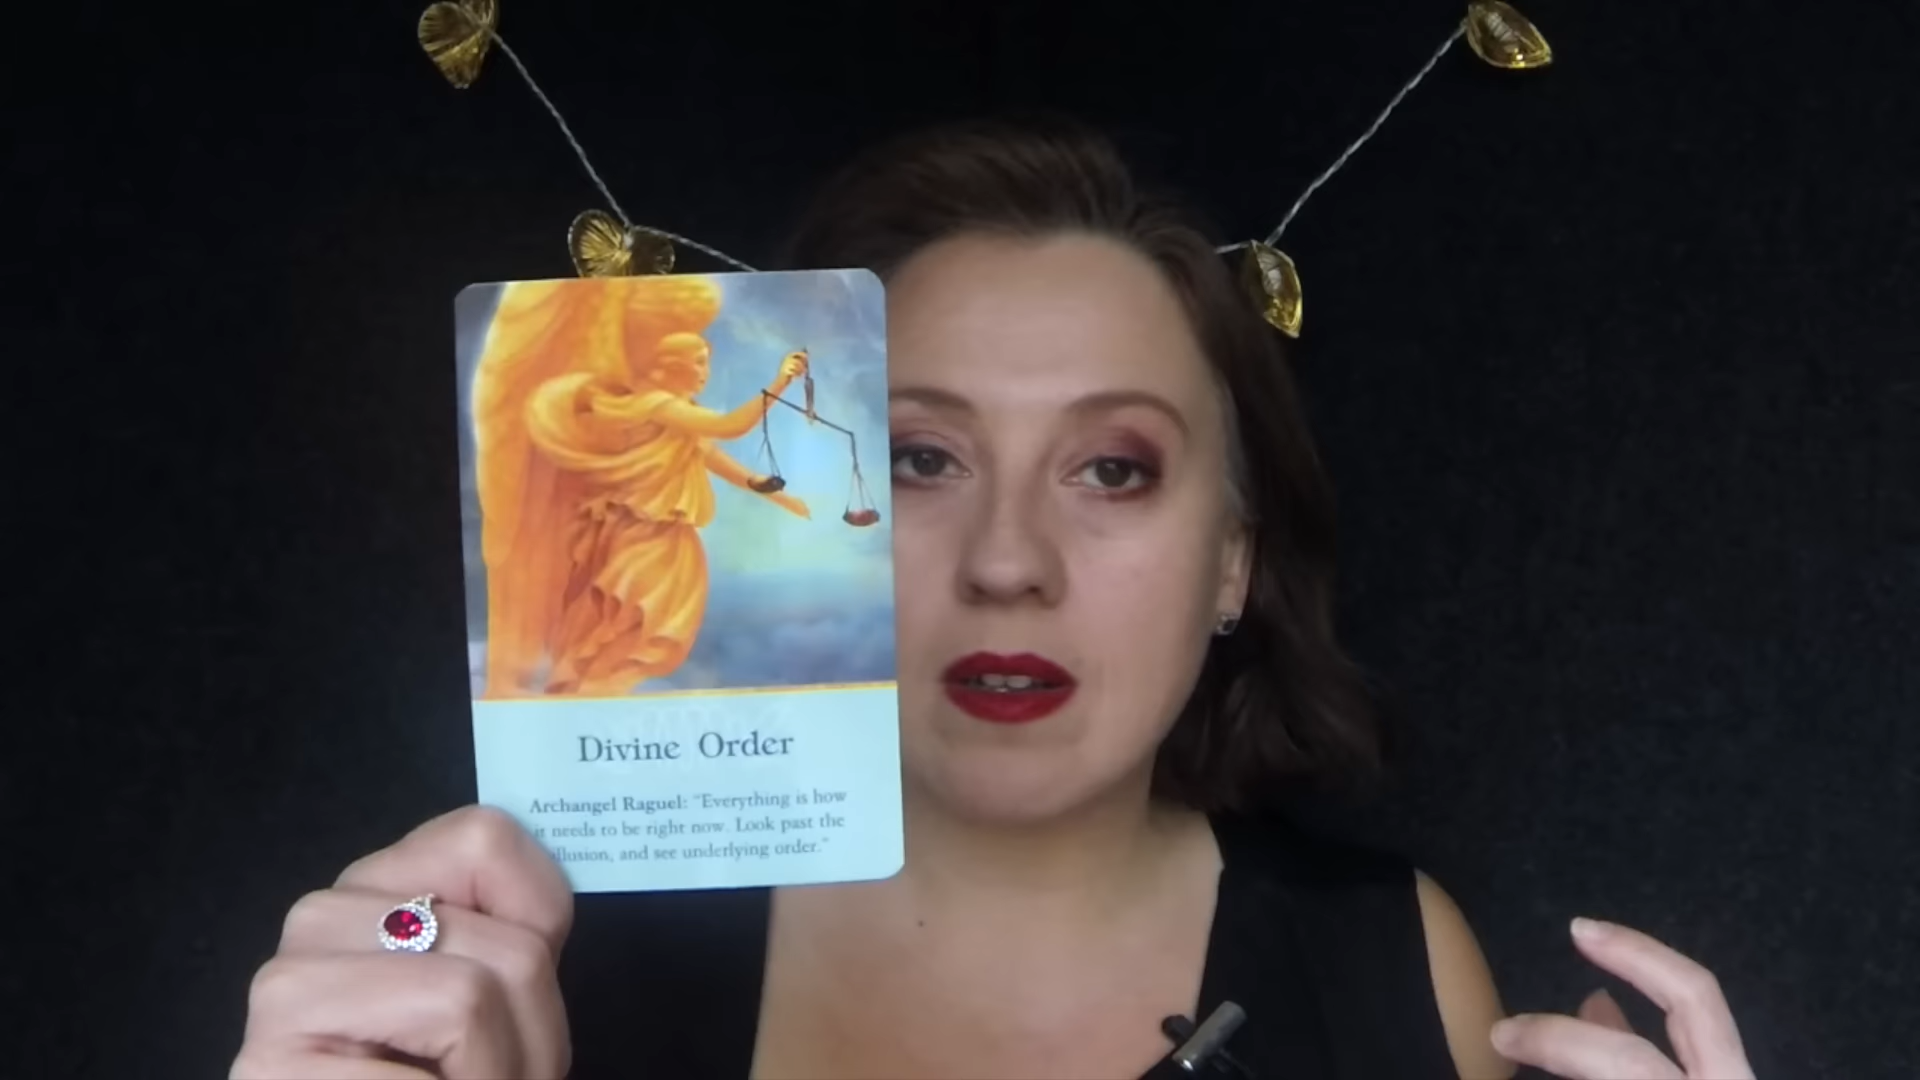 Divine Order
Archangel Raguel: "Everything is how
it needs to be right now. Look past the
illusion, and see underlying order."